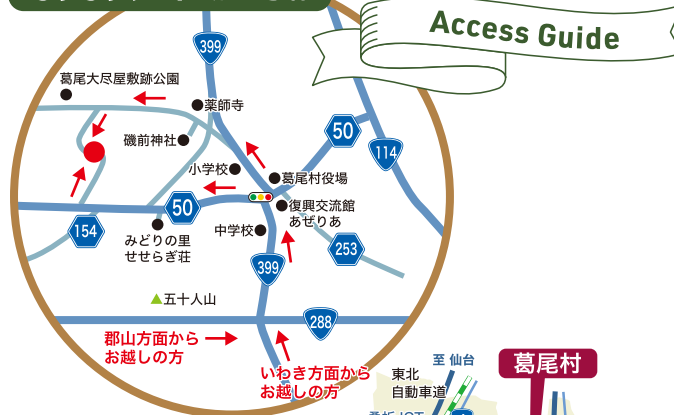 Access Guide
399
葛尾大尽屋敷跡公園
薬師寺
磯前神社
50
114
小学校
葛尾村役場
50
復興交流館
あぜりあ
154
中学校
みどりの里
せせらぎ荘
253
399
五十人山
288
郡山方面から
お越しの方
いわき方面から
お越しの方
至 仙台
葛尾村
東北
自動車道